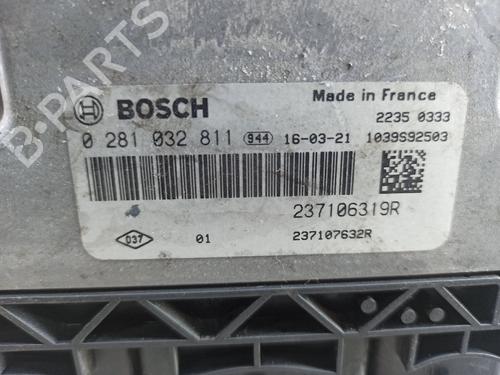 B-PARTS
BOSCH
Made in France
2235 0333
0 281 032 811 944 16-03-21 1039S92503
237106319R
D37 01 237107632R